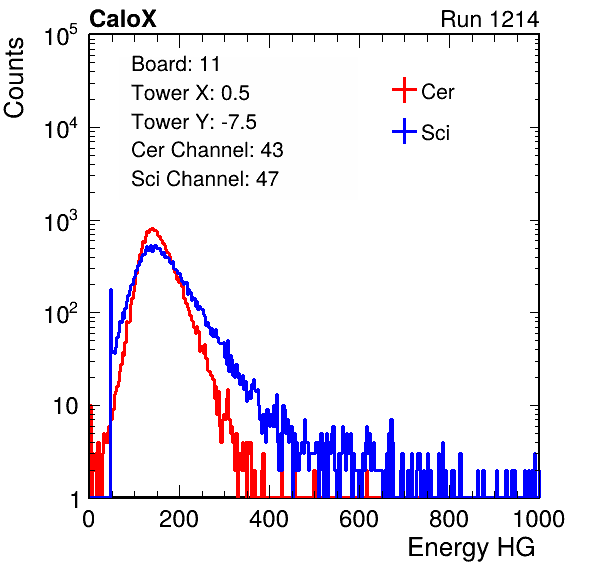 CaloX Run 1214
Counts
Board: 11
Tower X: 0.5
Tower Y: -7.5
Cer Channel: 43
Sci Channel: 47
Cer
Sci
10^5
10^4
10^3
10^2
10
1
0 200 400 600 800 1000
Energy HG